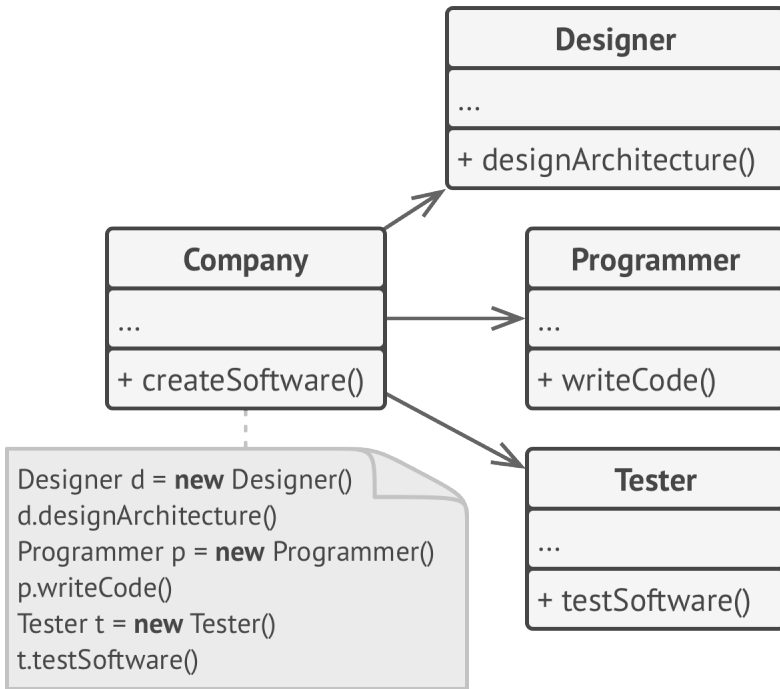 Designer
...
+ designArchitecture()
Company
...
+ createSoftware()
Programmer
...
+ writeCode()
Tester
...
+ testSoftware()
Designer d = new Designer()
d.designArchitecture()
Programmer p = new Programmer()
p.writeCode()
Tester t = new Tester()
t.testSoftware()